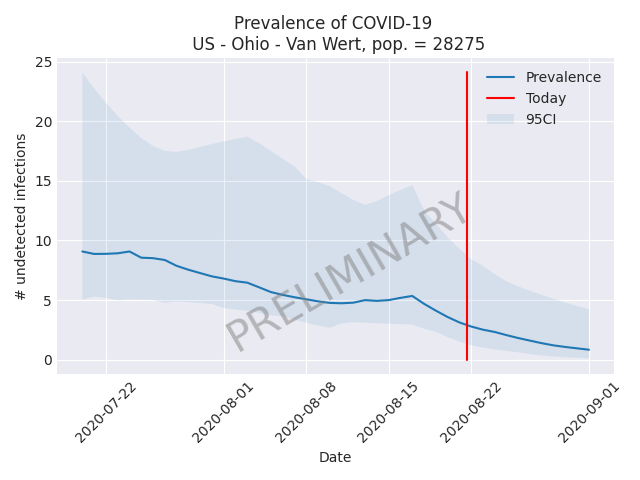 Prevalence of COVID-19
US - Ohio - Van Wert, pop. = 28275
# undetected infections
25
20
15
10
5
0
Prevalence
Today
95CI
PRELIMINARY
2020-07-22
2020-08-01
2020-08-08
2020-08-15
2020-08-22
2020-09-01
Date